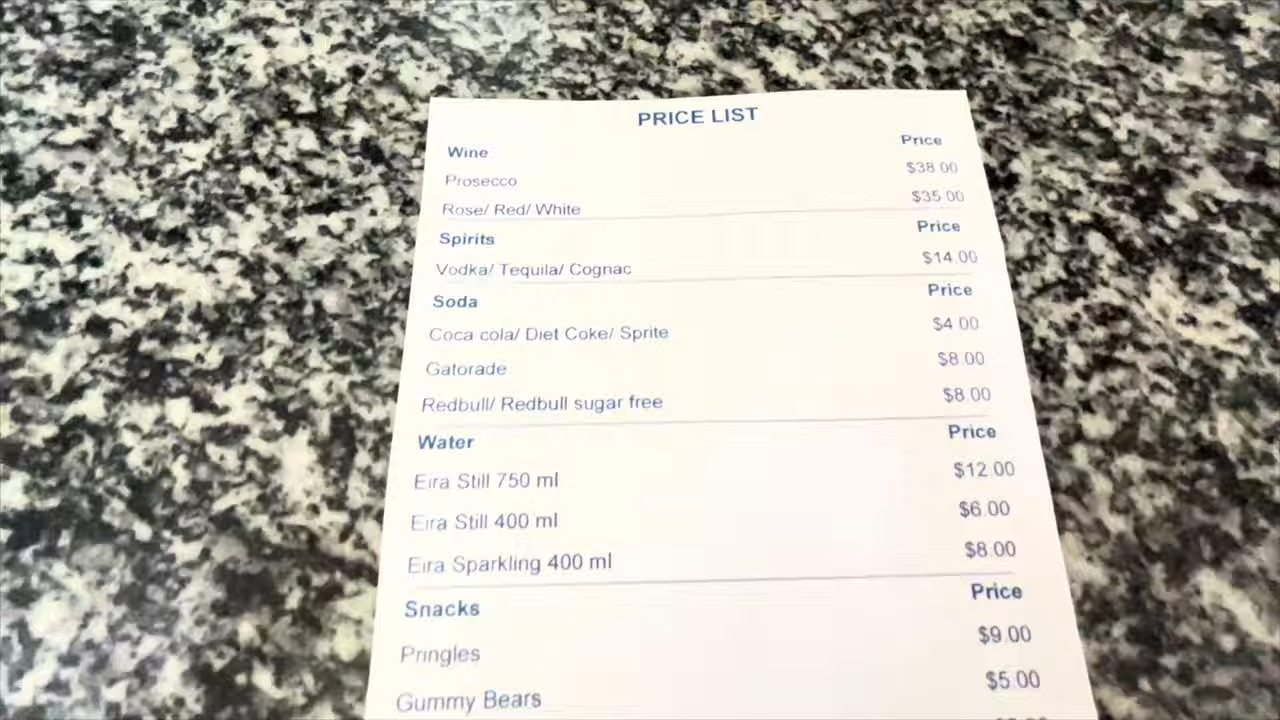 PRICE LIST
Wine Price
Prosecco $38.00
Rose/ Red/ White $35.00
Spirits Price
Vodka/ Tequila/ Cognac $14.00
Soda Price
Coca cola/ Diet Coke/ Sprite $4.00
Gatorade $8.00
Redbull/ Redbull sugar free $8.00
Water Price
Eira Still 750 ml $12.00
Eira Still 400 ml $6.00
Eira Sparkling 400 ml $8.00
Snacks Price
Pringles $9.00
Gummy Bears $5.00